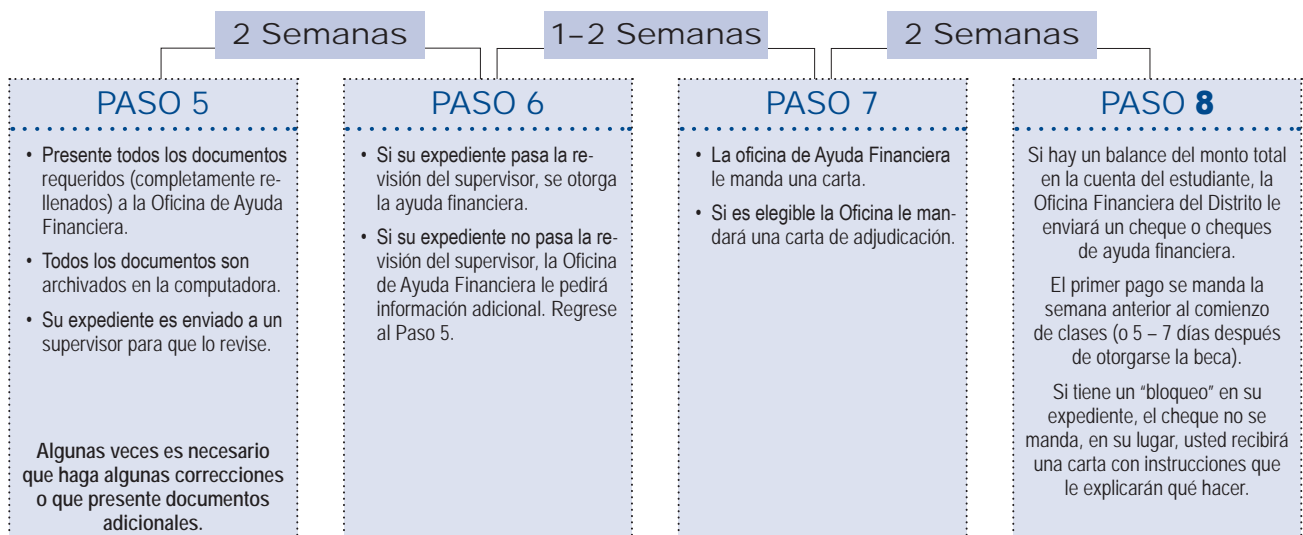 2 Semanas
1–2 Semanas
2 Semanas
PASO 5
• Presente todos los documentos
requeridos (completamente re-
llenados) a la Oficina de Ayuda
Financiera.
• Todos los documentos son
archivados en la computadora.
• Su expediente es enviado a un
supervisor para que lo revise.
Algunas veces es necesario
que haga algunas correcciones
o que presente documentos
adicionales.
PASO 6
• Si su expediente pasa la re-
visión del supervisor, se otorga
la ayuda financiera.
• Si su expediente no pasa la re-
visión del supervisor, la Oficina
de Ayuda Financiera le pedirá
información adicional. Regrese
al Paso 5.
PASO 7
• La oficina de Ayuda Financiera
le manda una carta.
• Si es elegible la Oficina le man-
dará una carta de adjudicación.
PASO 8
Si hay un balance del monto total
en la cuenta del estudiante, la
Oficina Financiera del Distrito le
enviará un cheque o cheques
de ayuda financiera.
El primer pago se manda la
semana anterior al comienzo
de clases (o 5 – 7 días después
de otorgarse la beca).
Si tiene un “bloqueo” en su
expediente, el cheque no se
manda, en su lugar, usted recibirá
una carta con instrucciones que
le explicarán qué hacer.